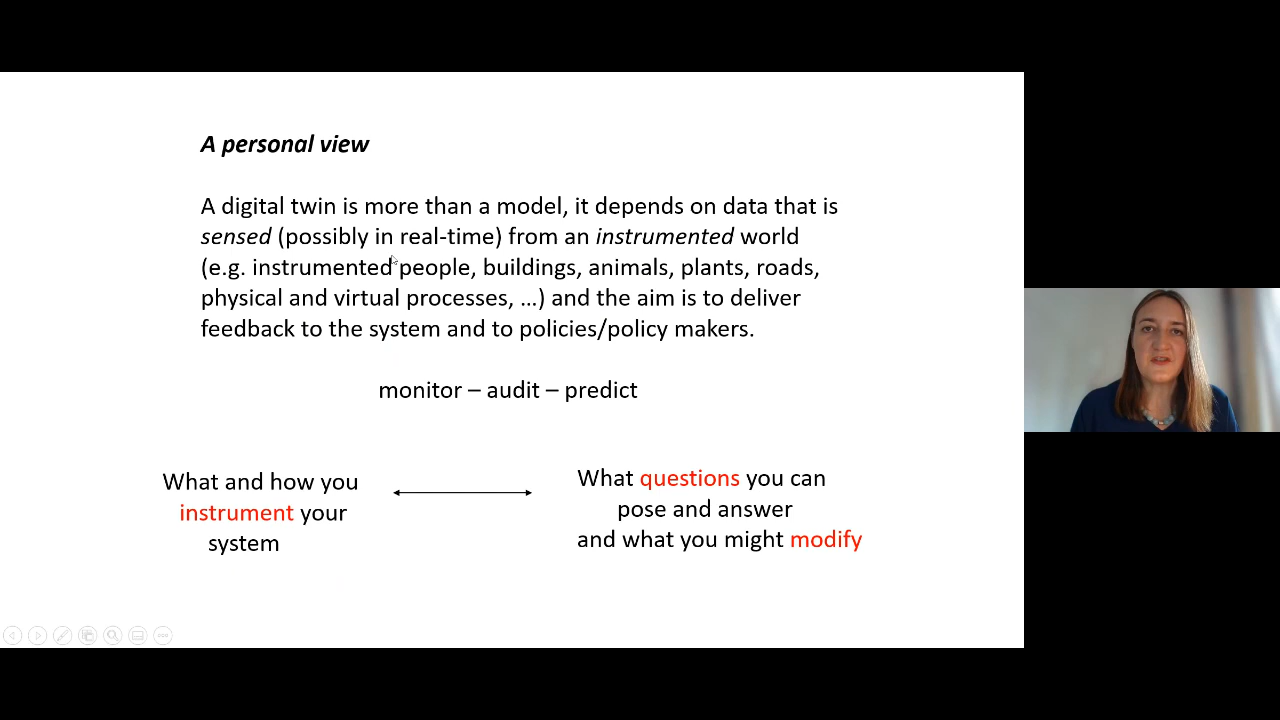 A personal view
A digital twin is more than a model, it depends on data that is
sensed (possibly in real-time) from an instrumented world
(e.g. instrumented people, buildings, animals, plants, roads,
physical and virtual processes, …) and the aim is to deliver
feedback to the system and to policies/policy makers.
monitor – audit – predict
What and how you
instrument your
system
What questions you can
pose and answer
and what you might modify